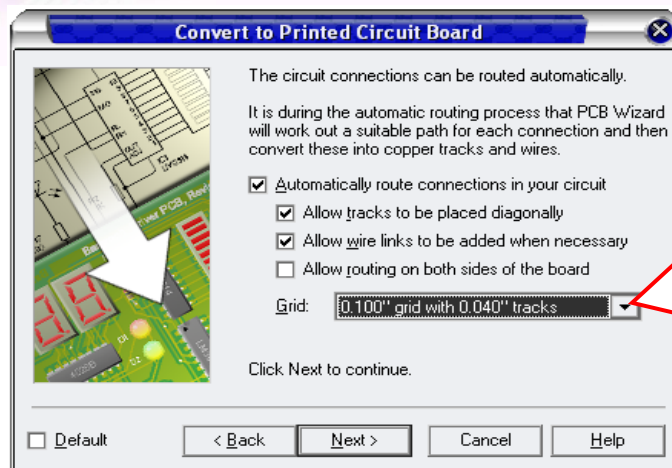 Convert to Printed Circuit Board
The circuit connections can be routed automatically.
It is during the automatic routing process that PCB Wizard
will work out a suitable path for each connection and then
convert these into copper tracks and wires.
Automatically route connections in your circuit
Allow tracks to be placed diagonally
Allow wire links to be added when necessary
Allow routing on both sides of the board
Grid: 0.100" grid with 0.040" tracks
Click Next to continue.
Default
< Back
Next >
Cancel
Help